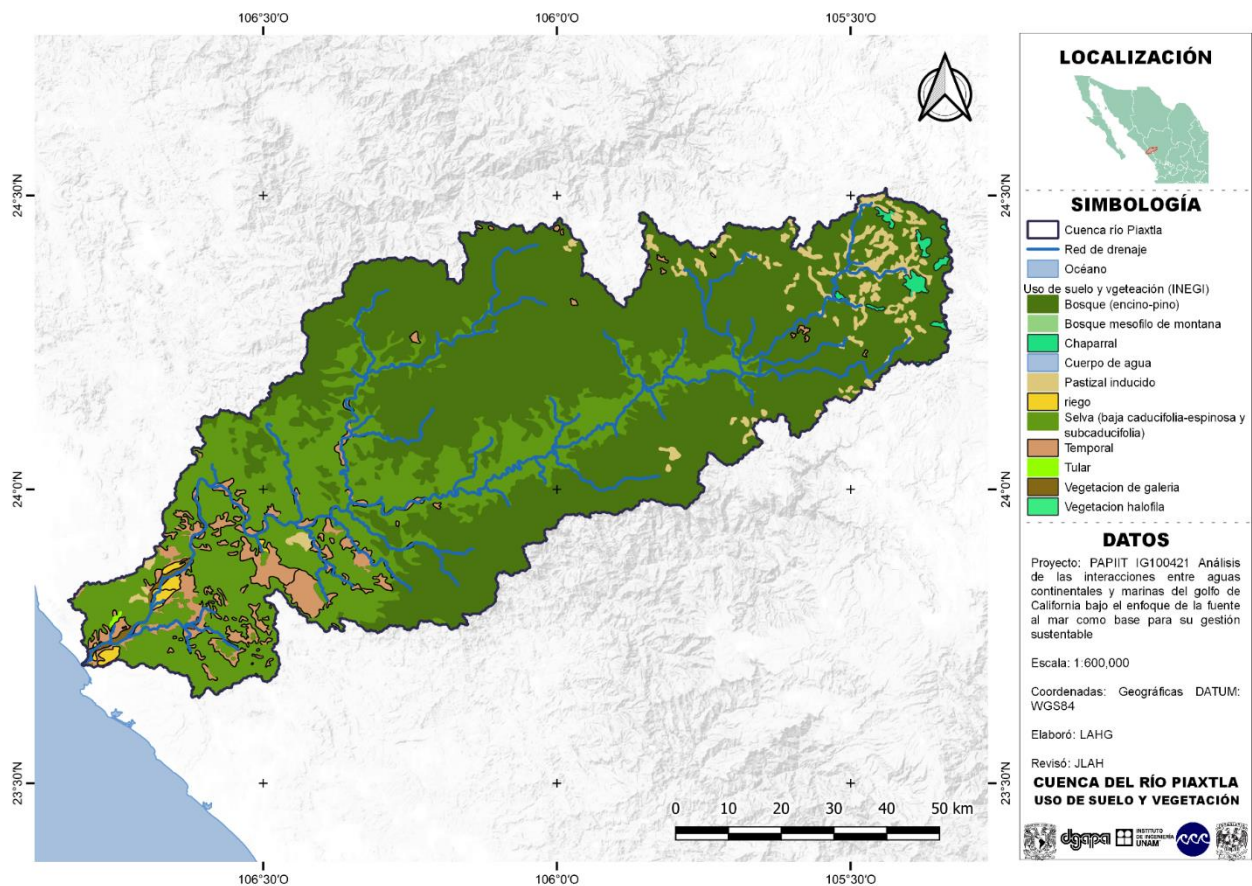 106°30'O
106°0'O
105°30'O
24°30'N
24°0'N
23°30'N
24°30'N
24°0'N
23°30'N
106°30'O
106°0'O
105°30'O
0 10 20 30 40 50 km
LOCALIZACIÓN
SIMBOLOGÍA
Cuenca río Piaxtla
Red de drenaje
Océano
Uso de suelo y vgeteación (INEGI)
Bosque (encino-pino)
Bosque mesofilo de montana
Chaparral
Cuerpo de agua
Pastizal inducido
riego
Selva (baja caducifolia-espinosa y
subcaducifolia)
Temporal
Tular
Vegetacion de galeria
Vegetacion halofila
DATOS
Proyecto: PAPIIT IG100421 Análisis
de las interacciones entre aguas
continentales y marinas del golfo de
California bajo el enfoque de la fuente
al mar como base para su gestión
sustentable
Escala: 1:600,000
Coordenadas: Geográficas DATUM:
WGS84
Elaboró: LAHG
Revisó: JLAH
CUENCA DEL RÍO PIAXTLA
USO DE SUELO Y VEGETACIÓN
dgapa
INSTITUTO
DE INGENIERÍA
UNAM